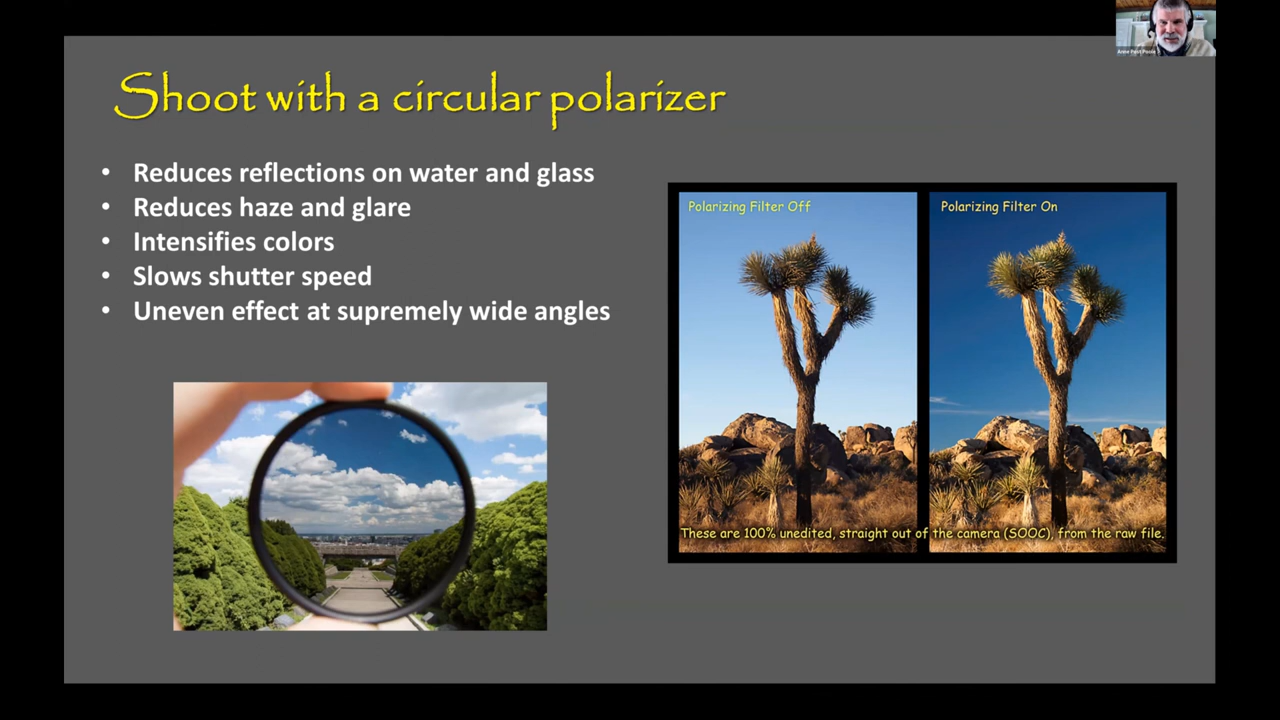 Shoot with a circular polarizer
• Reduces reflections on water and glass
• Reduces haze and glare
• Intensifies colors
• Slows shutter speed
• Uneven effect at supremely wide angles
Polarizing Filter Off
Polarizing Filter On
These are 100% unedited, straight out of the camera (SOOC), from the raw file.